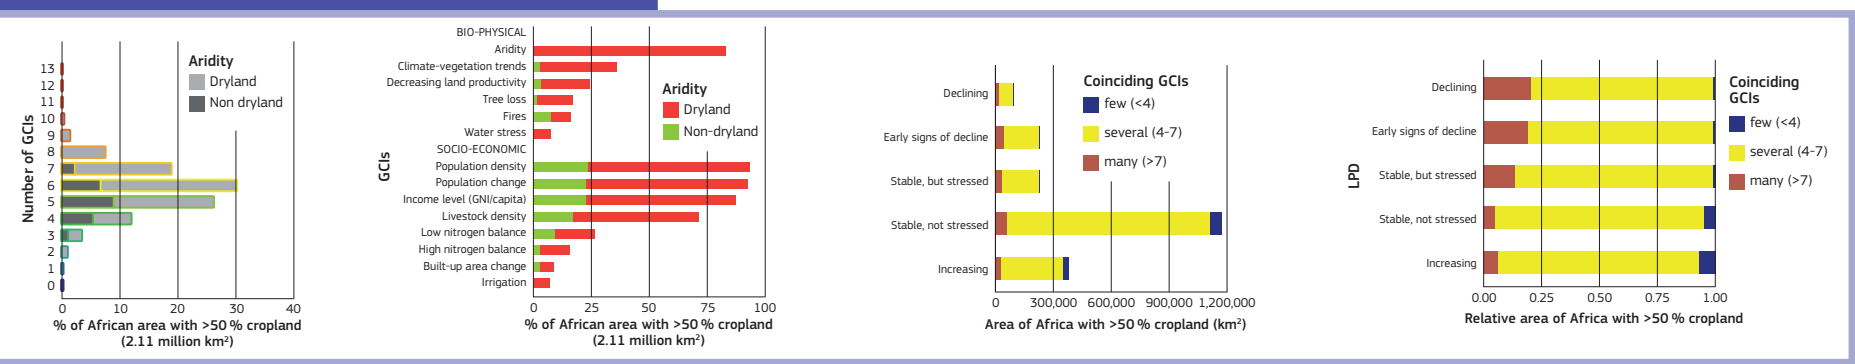 Number of GCIs
13
12
11
10
9
8
7
6
5
4
3
2
1
0
Aridity
Dryland
Non dryland
0 10 20 30 40
% of African area with >50 % cropland
(2.11 million km²)
GCIs
BIO-PHYSICAL
Aridity
Climate-vegetation trends
Decreasing land productivity
Tree loss
Fires
Water stress
SOCIO-ECONOMIC
Population density
Population change
Income level (GNI/capita)
Livestock density
Low nitrogen balance
High nitrogen balance
Built-up area change
Irrigation
Aridity
Dryland
Non-dryland
0 25 50 75 100
% of African area with >50 % cropland
(2.11 million km²)
Declining
Early signs of decline
Stable, but stressed
Stable, not stressed
Increasing
Coinciding GCIs
few (<4)
several (4-7)
many (>7)
0 300,000 600,000 900,000 1,200,000
Area of Africa with >50 % cropland (km²)
LPD
Declining
Early signs of decline
Stable, but stressed
Stable, not stressed
Increasing
Coinciding
GCIs
few (<4)
several (4-7)
many (>7)
0.00 0.25 0.50 0.75 1.00
Relative area of Africa with >50 % cropland